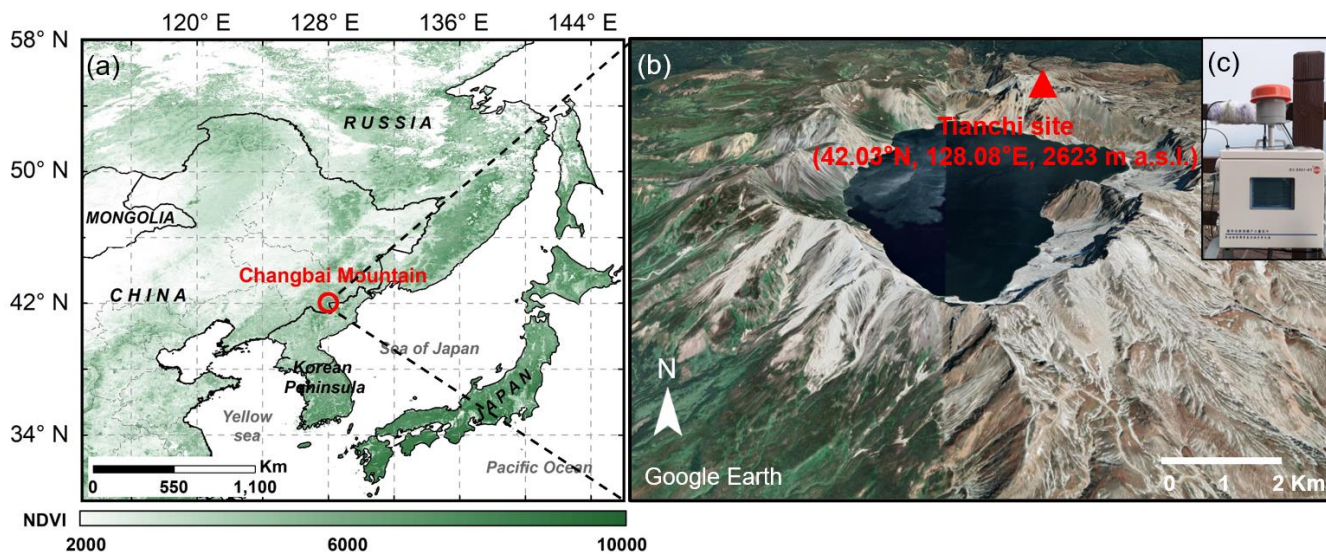 120° E 128° E 136° E 144° E
58° N
50° N
42° N
34° N
(a)
RUSSIA
MONGOLIA
CHINA
Changbai Mountain
Sea of Japan
Korean
Peninsula
JAPAN
Yellow
sea
Pacific Ocean
Km
0 550 1,100
NDVI
2000 6000 10000
(b)
Tianchi site
(42.03°N, 128.08°E, 2623 m a.s.l.)
N
Google Earth
0 1 2 Km
(c)